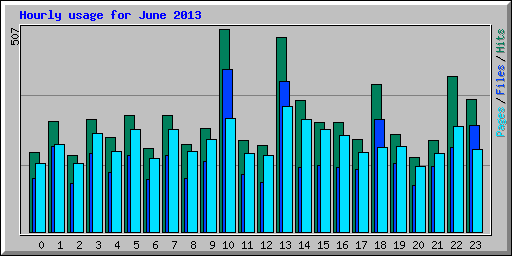 Hourly usage for June 2013
507
Pages/Files/Hits
0 1 2 3 4 5 6 7 8 9 10 11 12 13 14 15 16 17 18 19 20 21 22 23